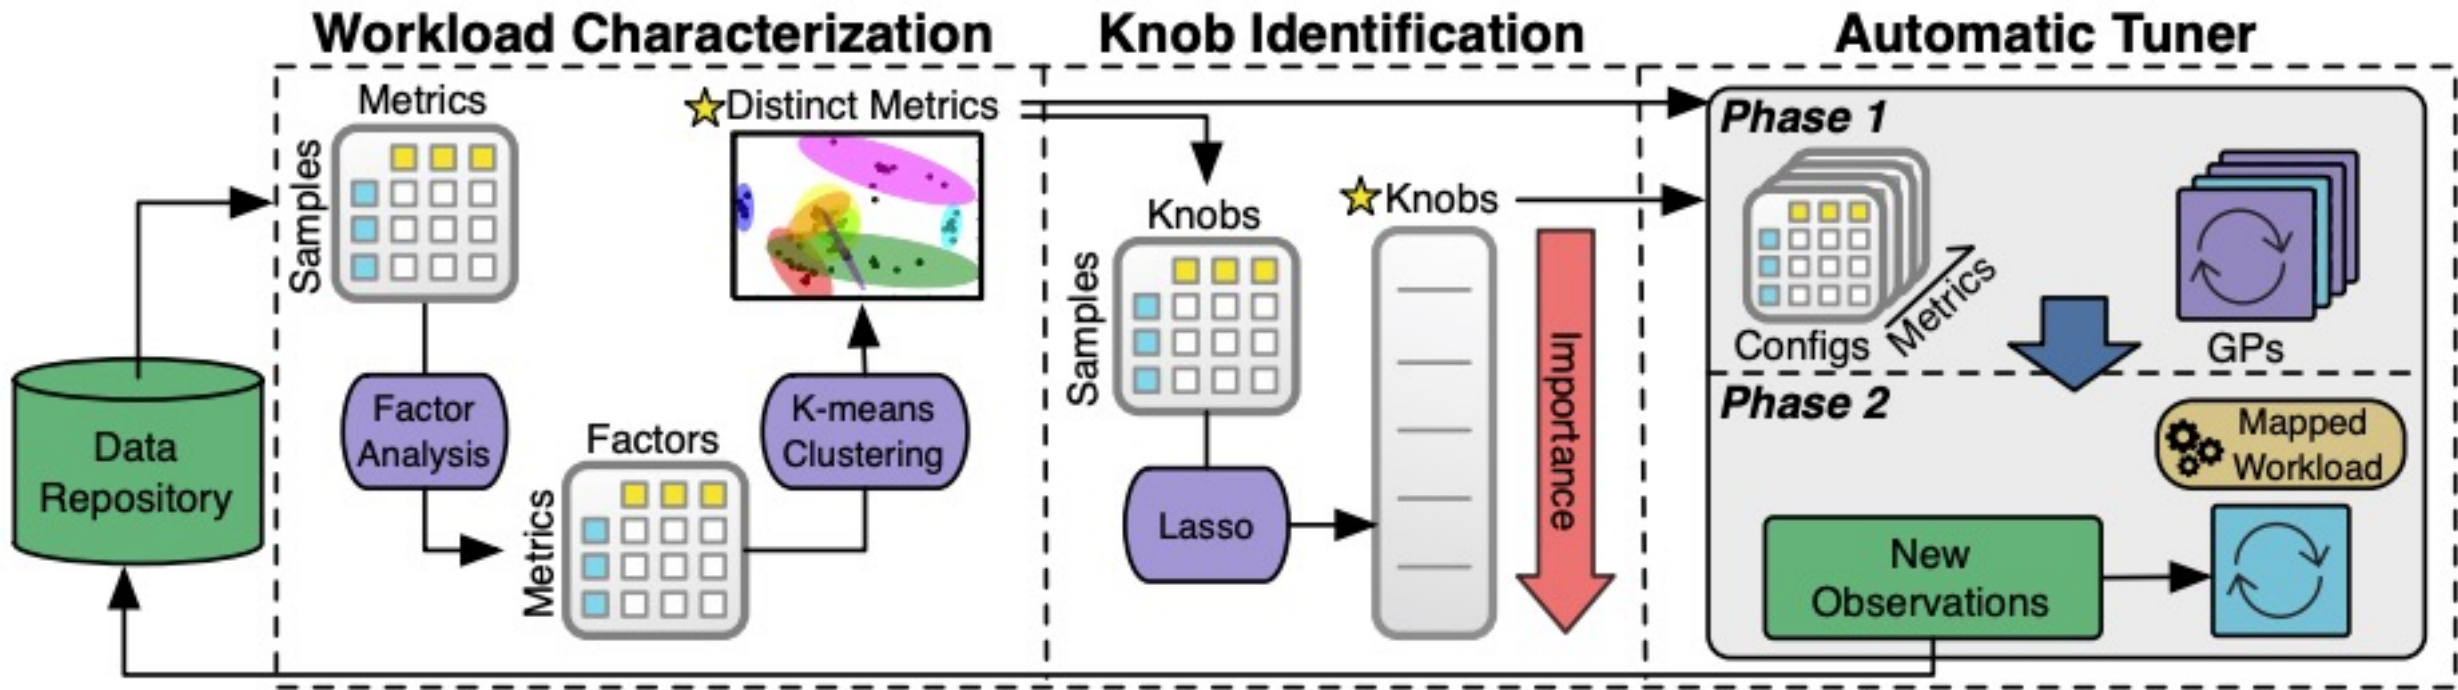 Workload Characterization
Knob Identification
Automatic Tuner
Data
Repository
Metrics
Samples
Factor
Analysis
Factors
Metrics
K-means
Clustering
Distinct Metrics
Knobs
Samples
Lasso
Knobs
Importance
Phase 1
Configs
Metrics
GPs
Phase 2
Mapped
Workload
New
Observations